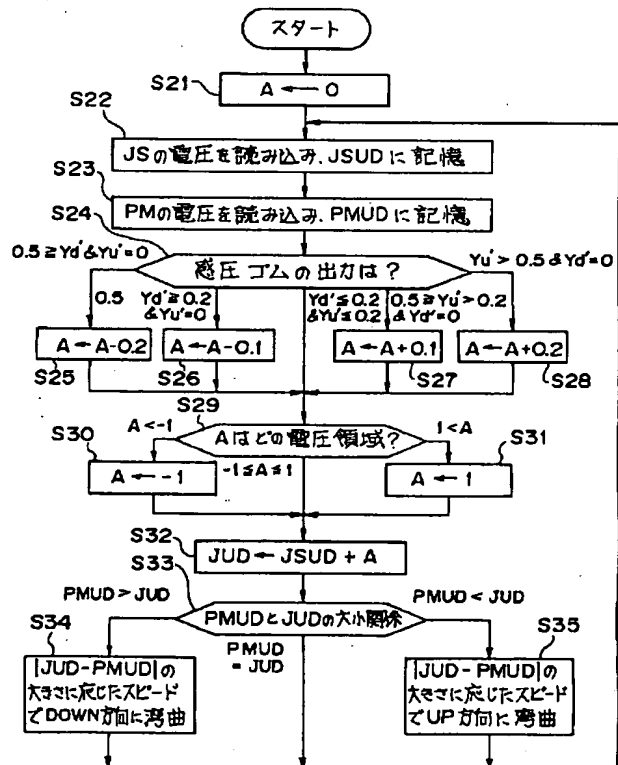 スタート
S21
A ← 0
S22
JSの電圧を読み込み、JSUDに記憶
S23
PMの電圧を読み込み、PMUDに記憶
S24
0.5≧Yd'&Yu'=0
感圧ゴムの出力は?
Yu'>0.5&Yd'=0
0.5
Yd'≧0.2
&Yu'=0
Yd'≦0.2
&Yu'≦0.2
0.5≧Yu'>0.2
&Yd'=0
A←A-0.2
A←A-0.1
A←A+0.1
A←A+0.2
S25
S26
S27
S28
S29
A<-1
Aはどの電圧領域?
1<A
S30
S31
A←-1
-1≦A≦1
A←1
S32
JUD←JSUD+A
S33
PMUD>JUD
PMUDとJUDの大小関係
PMUD<JUD
PMUD
=JUD
S34
S35
|JUD-PMUD|の
大きさに応じたスピード
でDOWN方向に湾曲
|JUD-PMUD|の
大きさに応じたスピード
でUP方向に湾曲